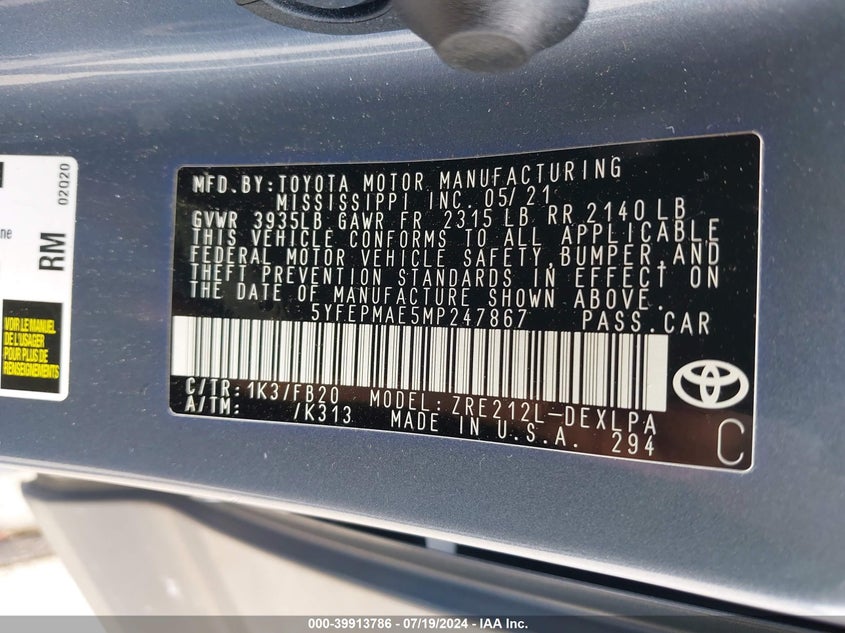 02020
ne
RM
VOIR LE MANUEL
DE L'USAGER
POUR PLUS DE
RENSEIGNEMENTS
MFD.BY:TOYOTA MOTOR MANUFACTURING
MISSISSIPPI INC. 05/21
GVWR 3935LB GAWR FR 2315 LB RR 2140 LB
THIS VEHICLE CONFORMS TO ALL APPLICABLE
FEDERAL MOTOR VEHICLE SAFETY,BUMPER,AND
THEFT PREVENTION STANDARDS IN EFFECT ON
THE DATE OF MANUFACTURE SHOWN ABOVE.
5YFEPMAE5MP247867 PASS.CAR
C/TR:1K3/FB20 MODEL:ZRE212L-DEXLPA
A/TM: /K313 MADE IN U.S.A. 294
C
000-39913786 - 07/19/2024 - IAA Inc.